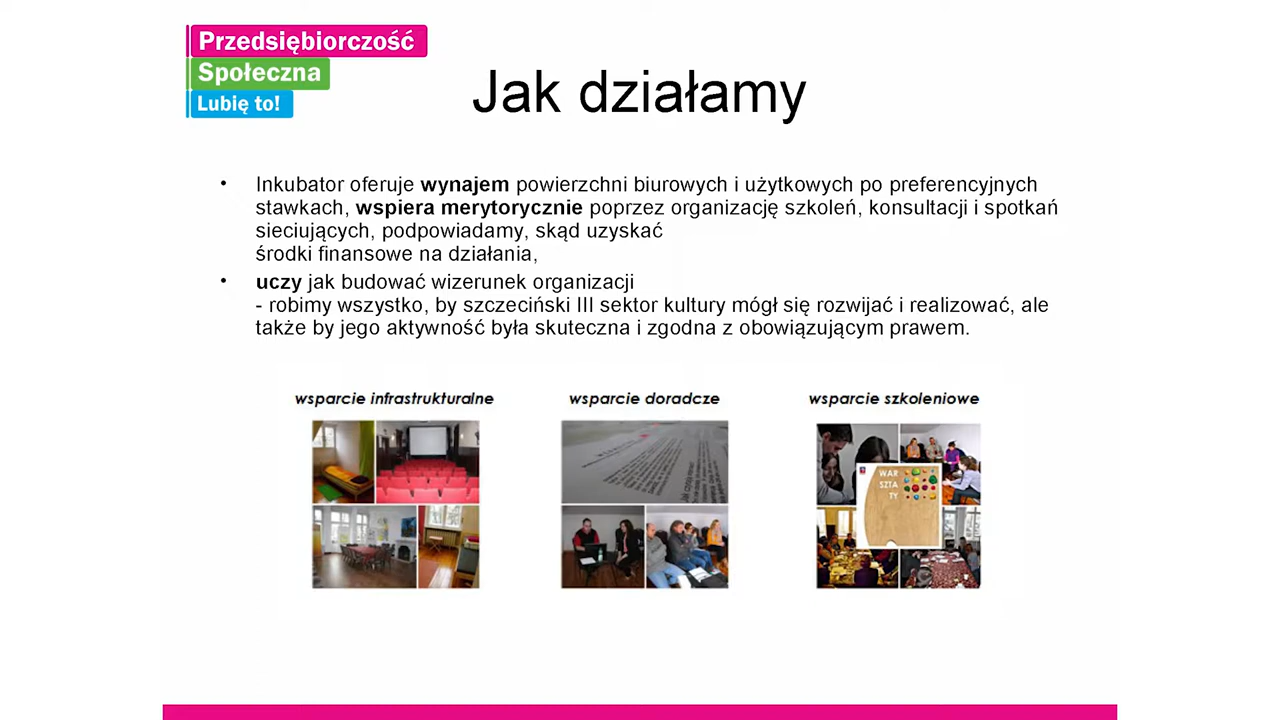 Przedsiębiorczość
Społeczna
Lubię to!
Jak działamy
• Inkubator oferuje wynajem powierzchni biurowych i użytkowych po preferencyjnych
stawkach, wspiera merytorycznie poprzez organizację szkoleń, konsultacji i spotkań
sieciujących, podpowiadamy, skąd uzyskać
środki finansowe na działania,
• uczy jak budować wizerunek organizacji
- robimy wszystko, by szczeciński III sektor kultury mógł się rozwijać i realizować, ale
także by jego aktywność była skuteczna i zgodna z obowiązującym prawem.
wsparcie infrastrukturalne
wsparcie doradcze
wsparcie szkoleniowe
WAR
SZTA
TY